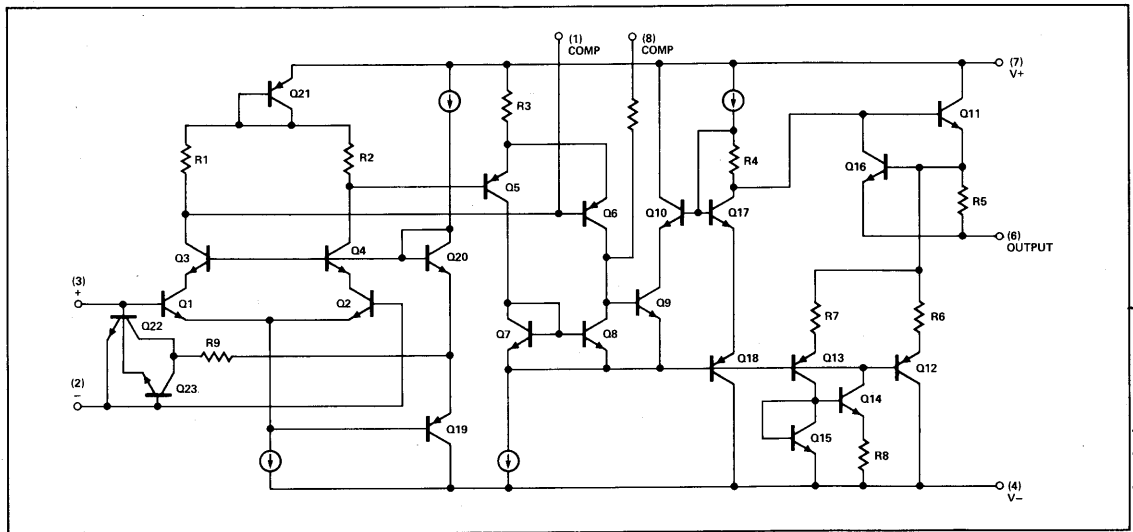 (1)
COMP
(8)
COMP
(7)
V+
Q21
R3
Q11
R1
R2
R4
Q16
Q5
R5
Q6
Q10
Q17
(6)
OUTPUT
Q3
Q4
Q20
(3)
+
Q1
Q2
Q9
R7
R6
Q22
R9
Q7
Q8
Q18
Q13
Q12
(2)
-
Q23
Q14
Q19
Q15
R8
(4)
V-